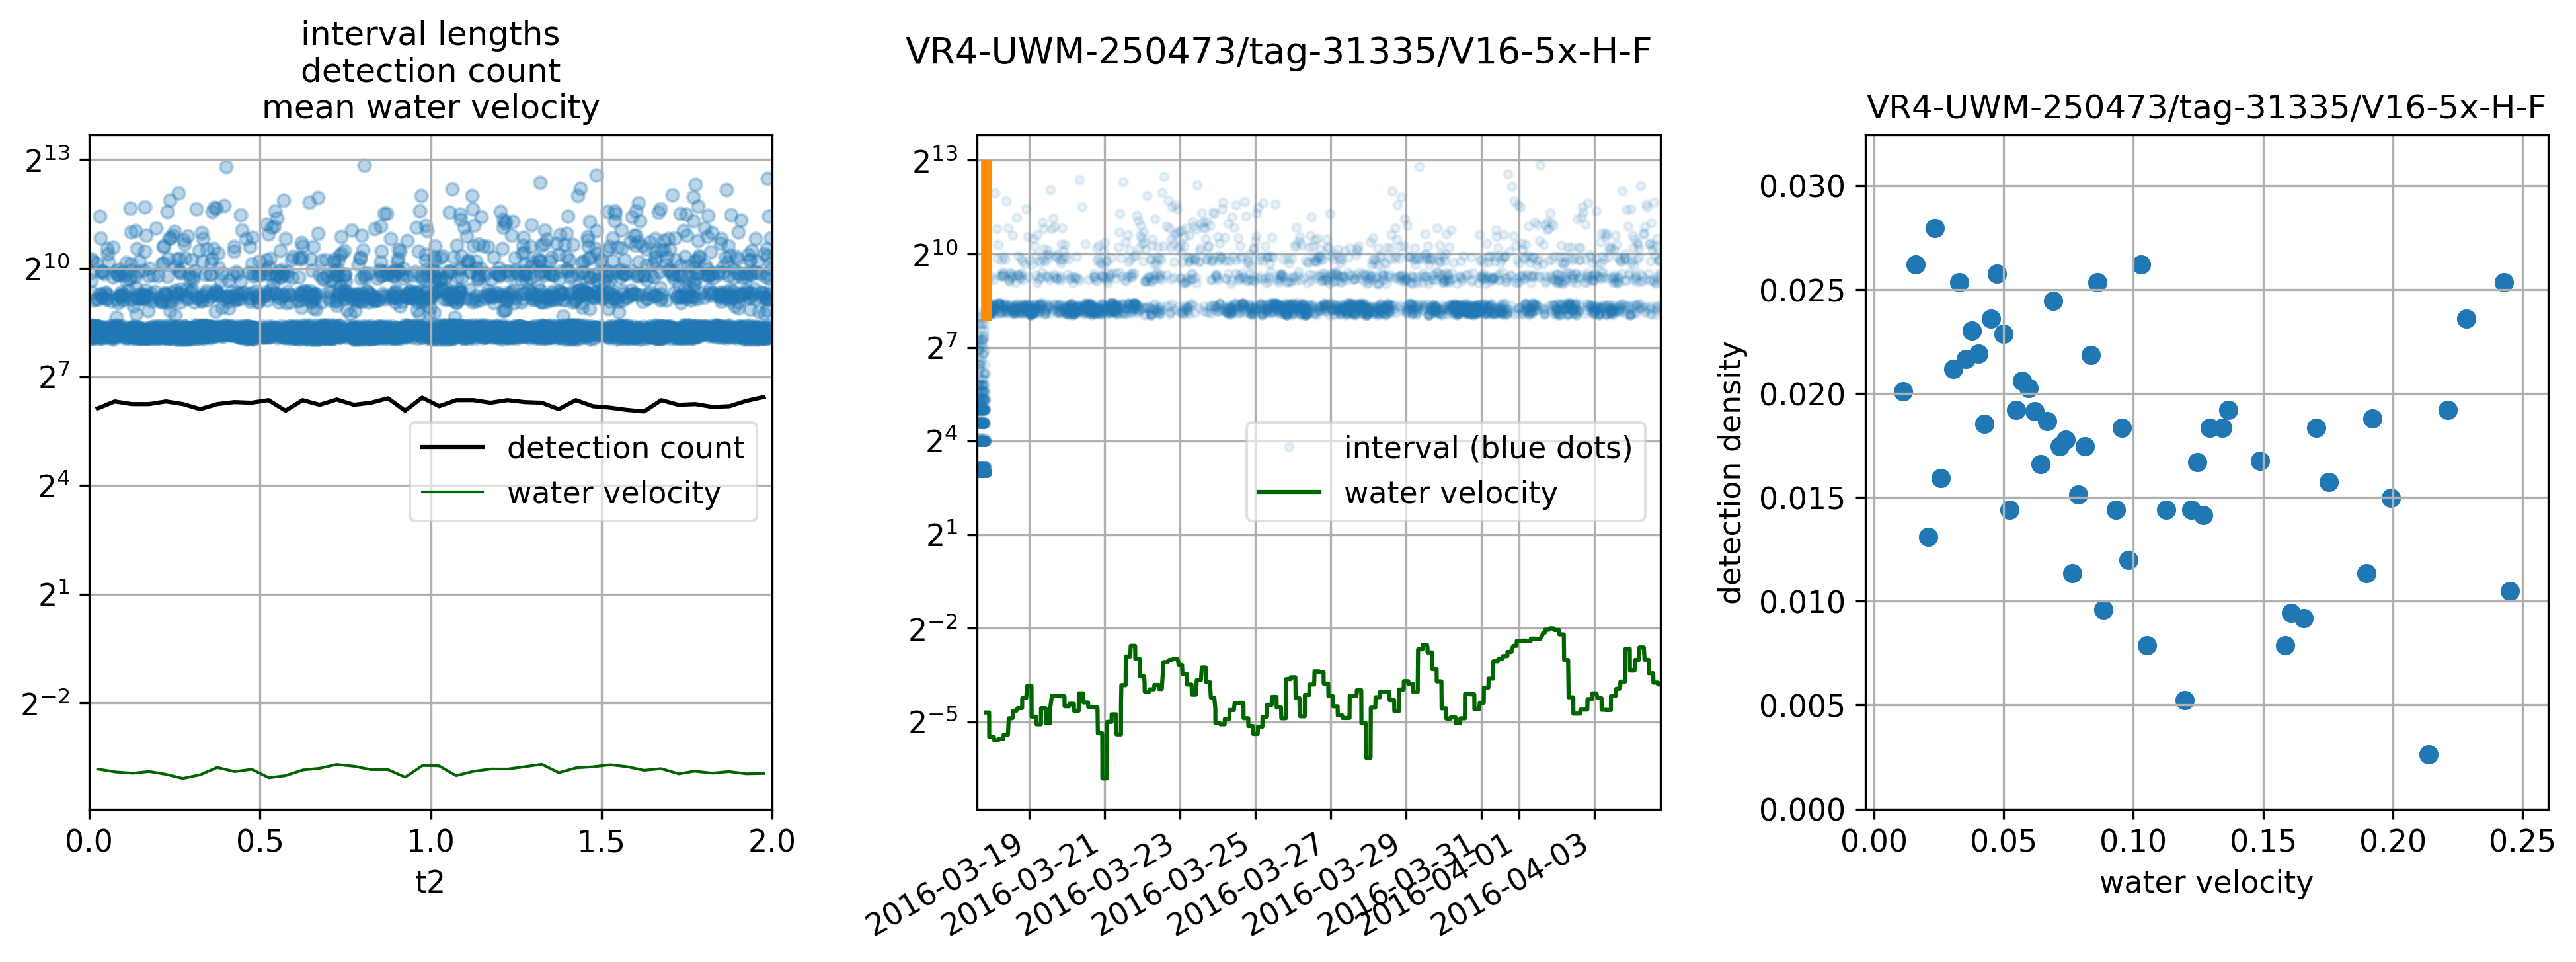 interval lengths
detection count
mean water velocity
2^13
2^10
2^7
2^4
2^1
2^-2
detection count
water velocity
0.0 0.5 1.0 1.5 2.0
t2
VR4-UWM-250473/tag-31335/V16-5x-H-F
2^13
2^10
2^7
2^4
2^1
2^-2
2^-5
interval (blue dots)
water velocity
2016-03-19
2016-03-21
2016-03-23
2016-03-25
2016-03-27
2016-03-29
2016-03-31
2016-04-01
2016-04-03
VR4-UWM-250473/tag-31335/V16-5x-H-F
detection density
0.030
0.025
0.020
0.015
0.010
0.005
0.000
0.00 0.05 0.10 0.15 0.20 0.25
water velocity